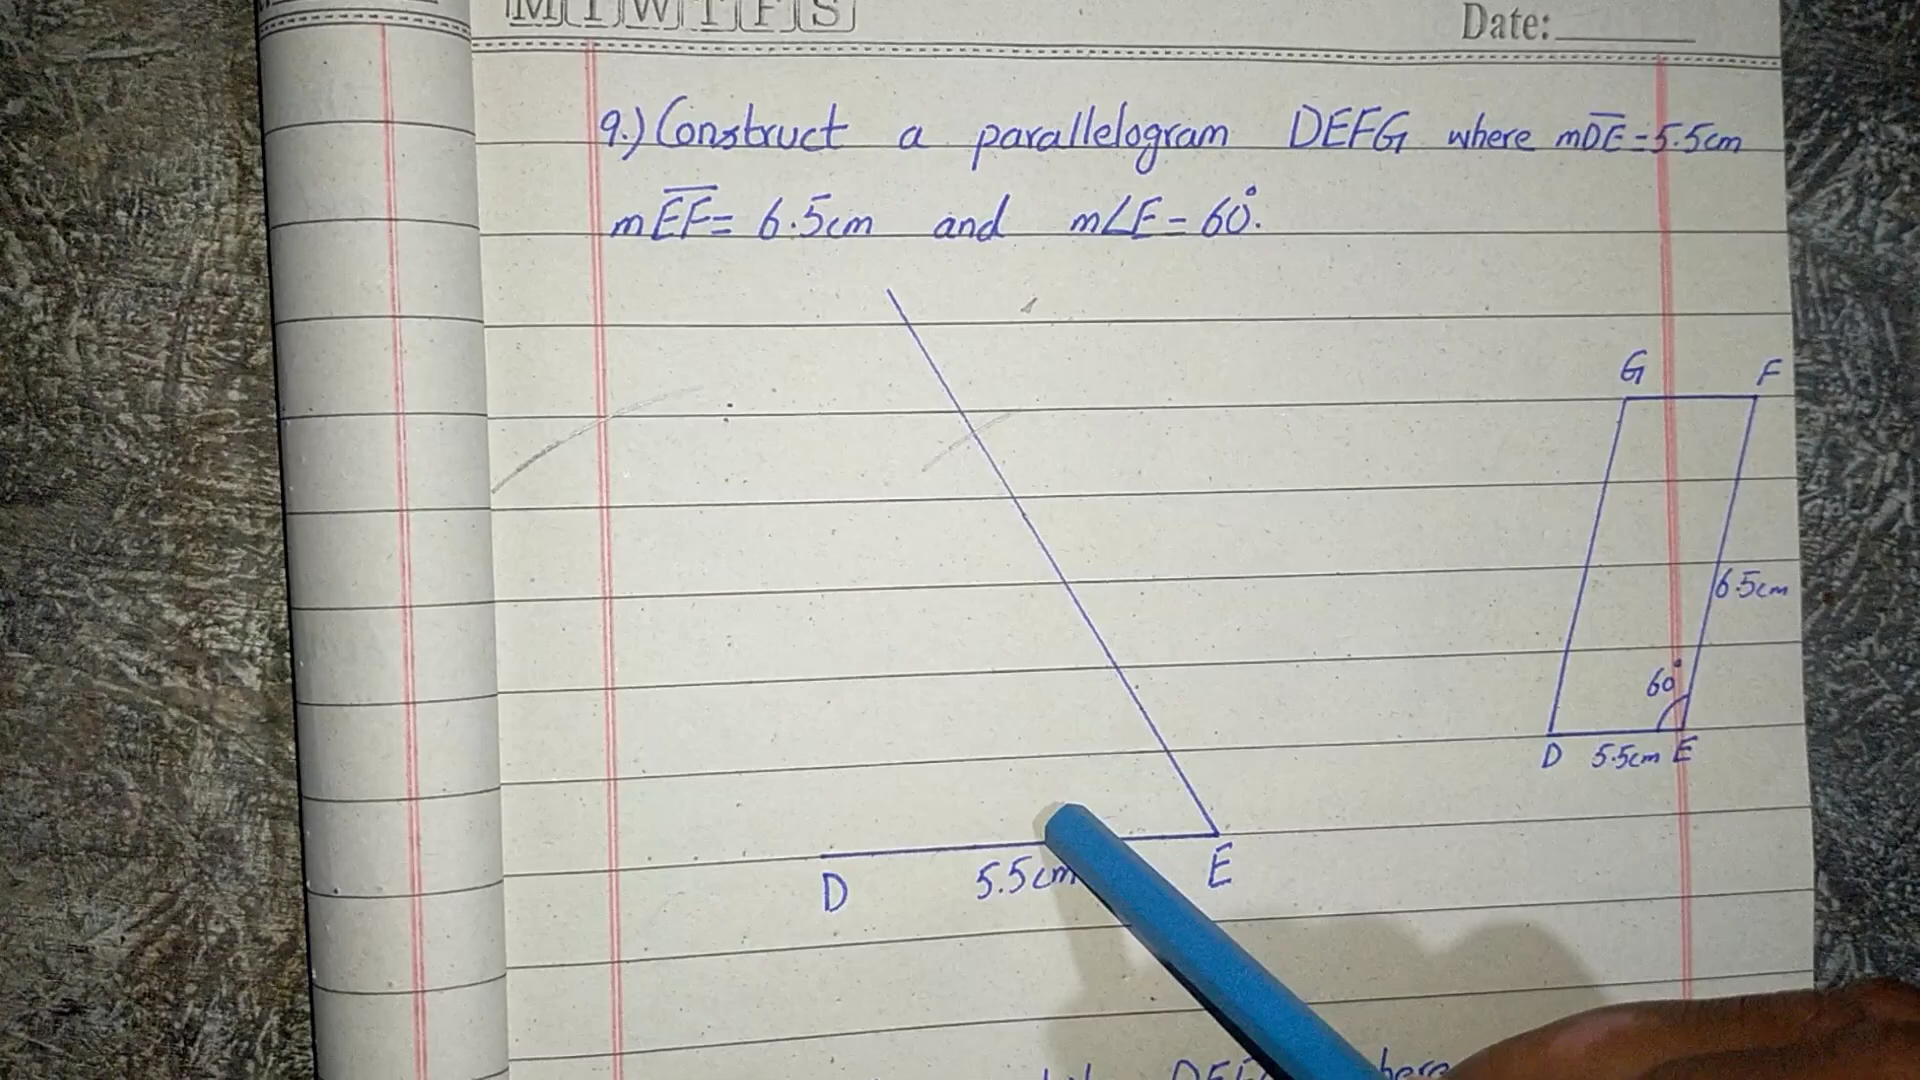 M T W T F S
Date:
9.) Construct a parallelogram DEFG where mDE = 5.5cm
mEF = 6.5cm and m∠E = 60°.
G F
6.5cm
60°
D 5.5cm E
D 5.5cm E